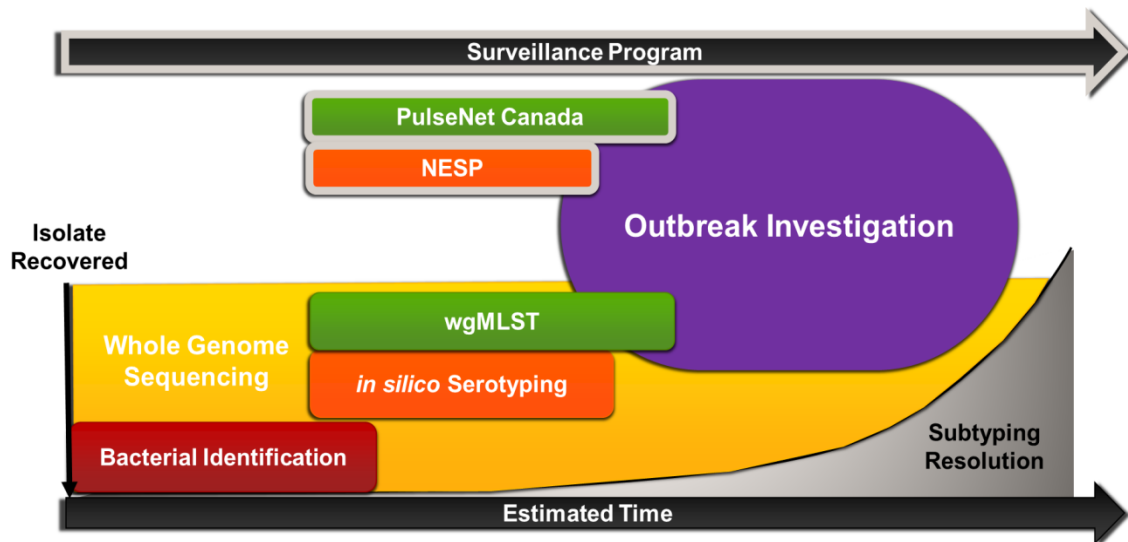 Surveillance Program
PulseNet Canada
NESP
Outbreak Investigation
Isolate
Recovered
wgMLST
Whole Genome
Sequencing
in silico Serotyping
Bacterial Identification
Subtyping
Resolution
Estimated Time